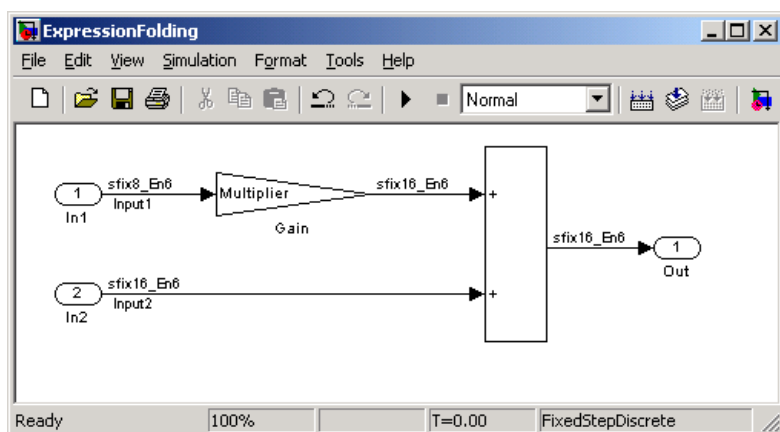 ExpressionFolding
File Edit View Simulation Format Tools Help
Normal
1
sfix8_En6
In1
Input1
Multiplier
Gain
sfix16_En6
+
2
sfix16_En6
In2
Input2
+
sfix16_En6
1
Out
Ready 100% T=0.00 FixedStepDiscrete